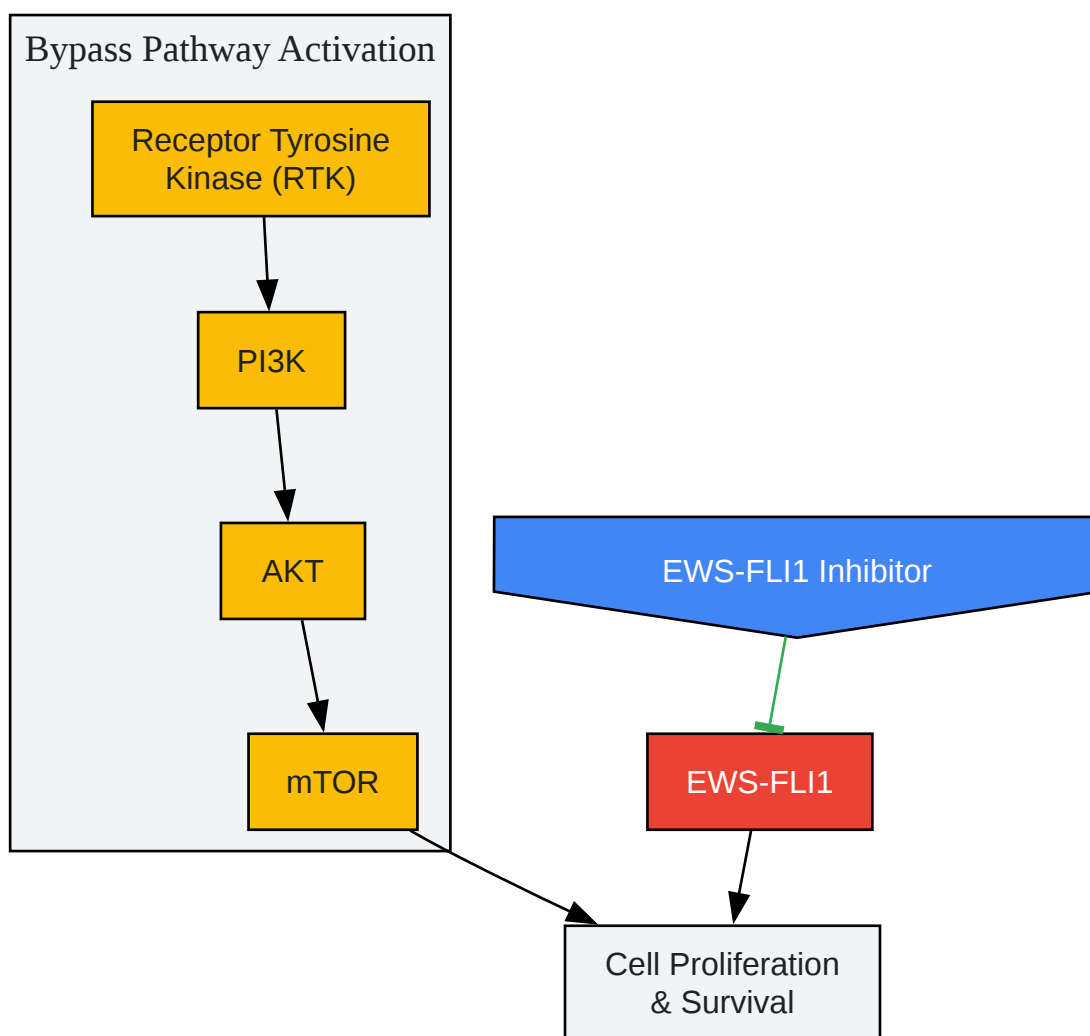 Bypass Pathway Activation
Receptor Tyrosine
Kinase (RTK)
PI3K
AKT
EWS-FLI1 Inhibitor
mTOR
EWS-FLI1
Cell Proliferation
& Survival